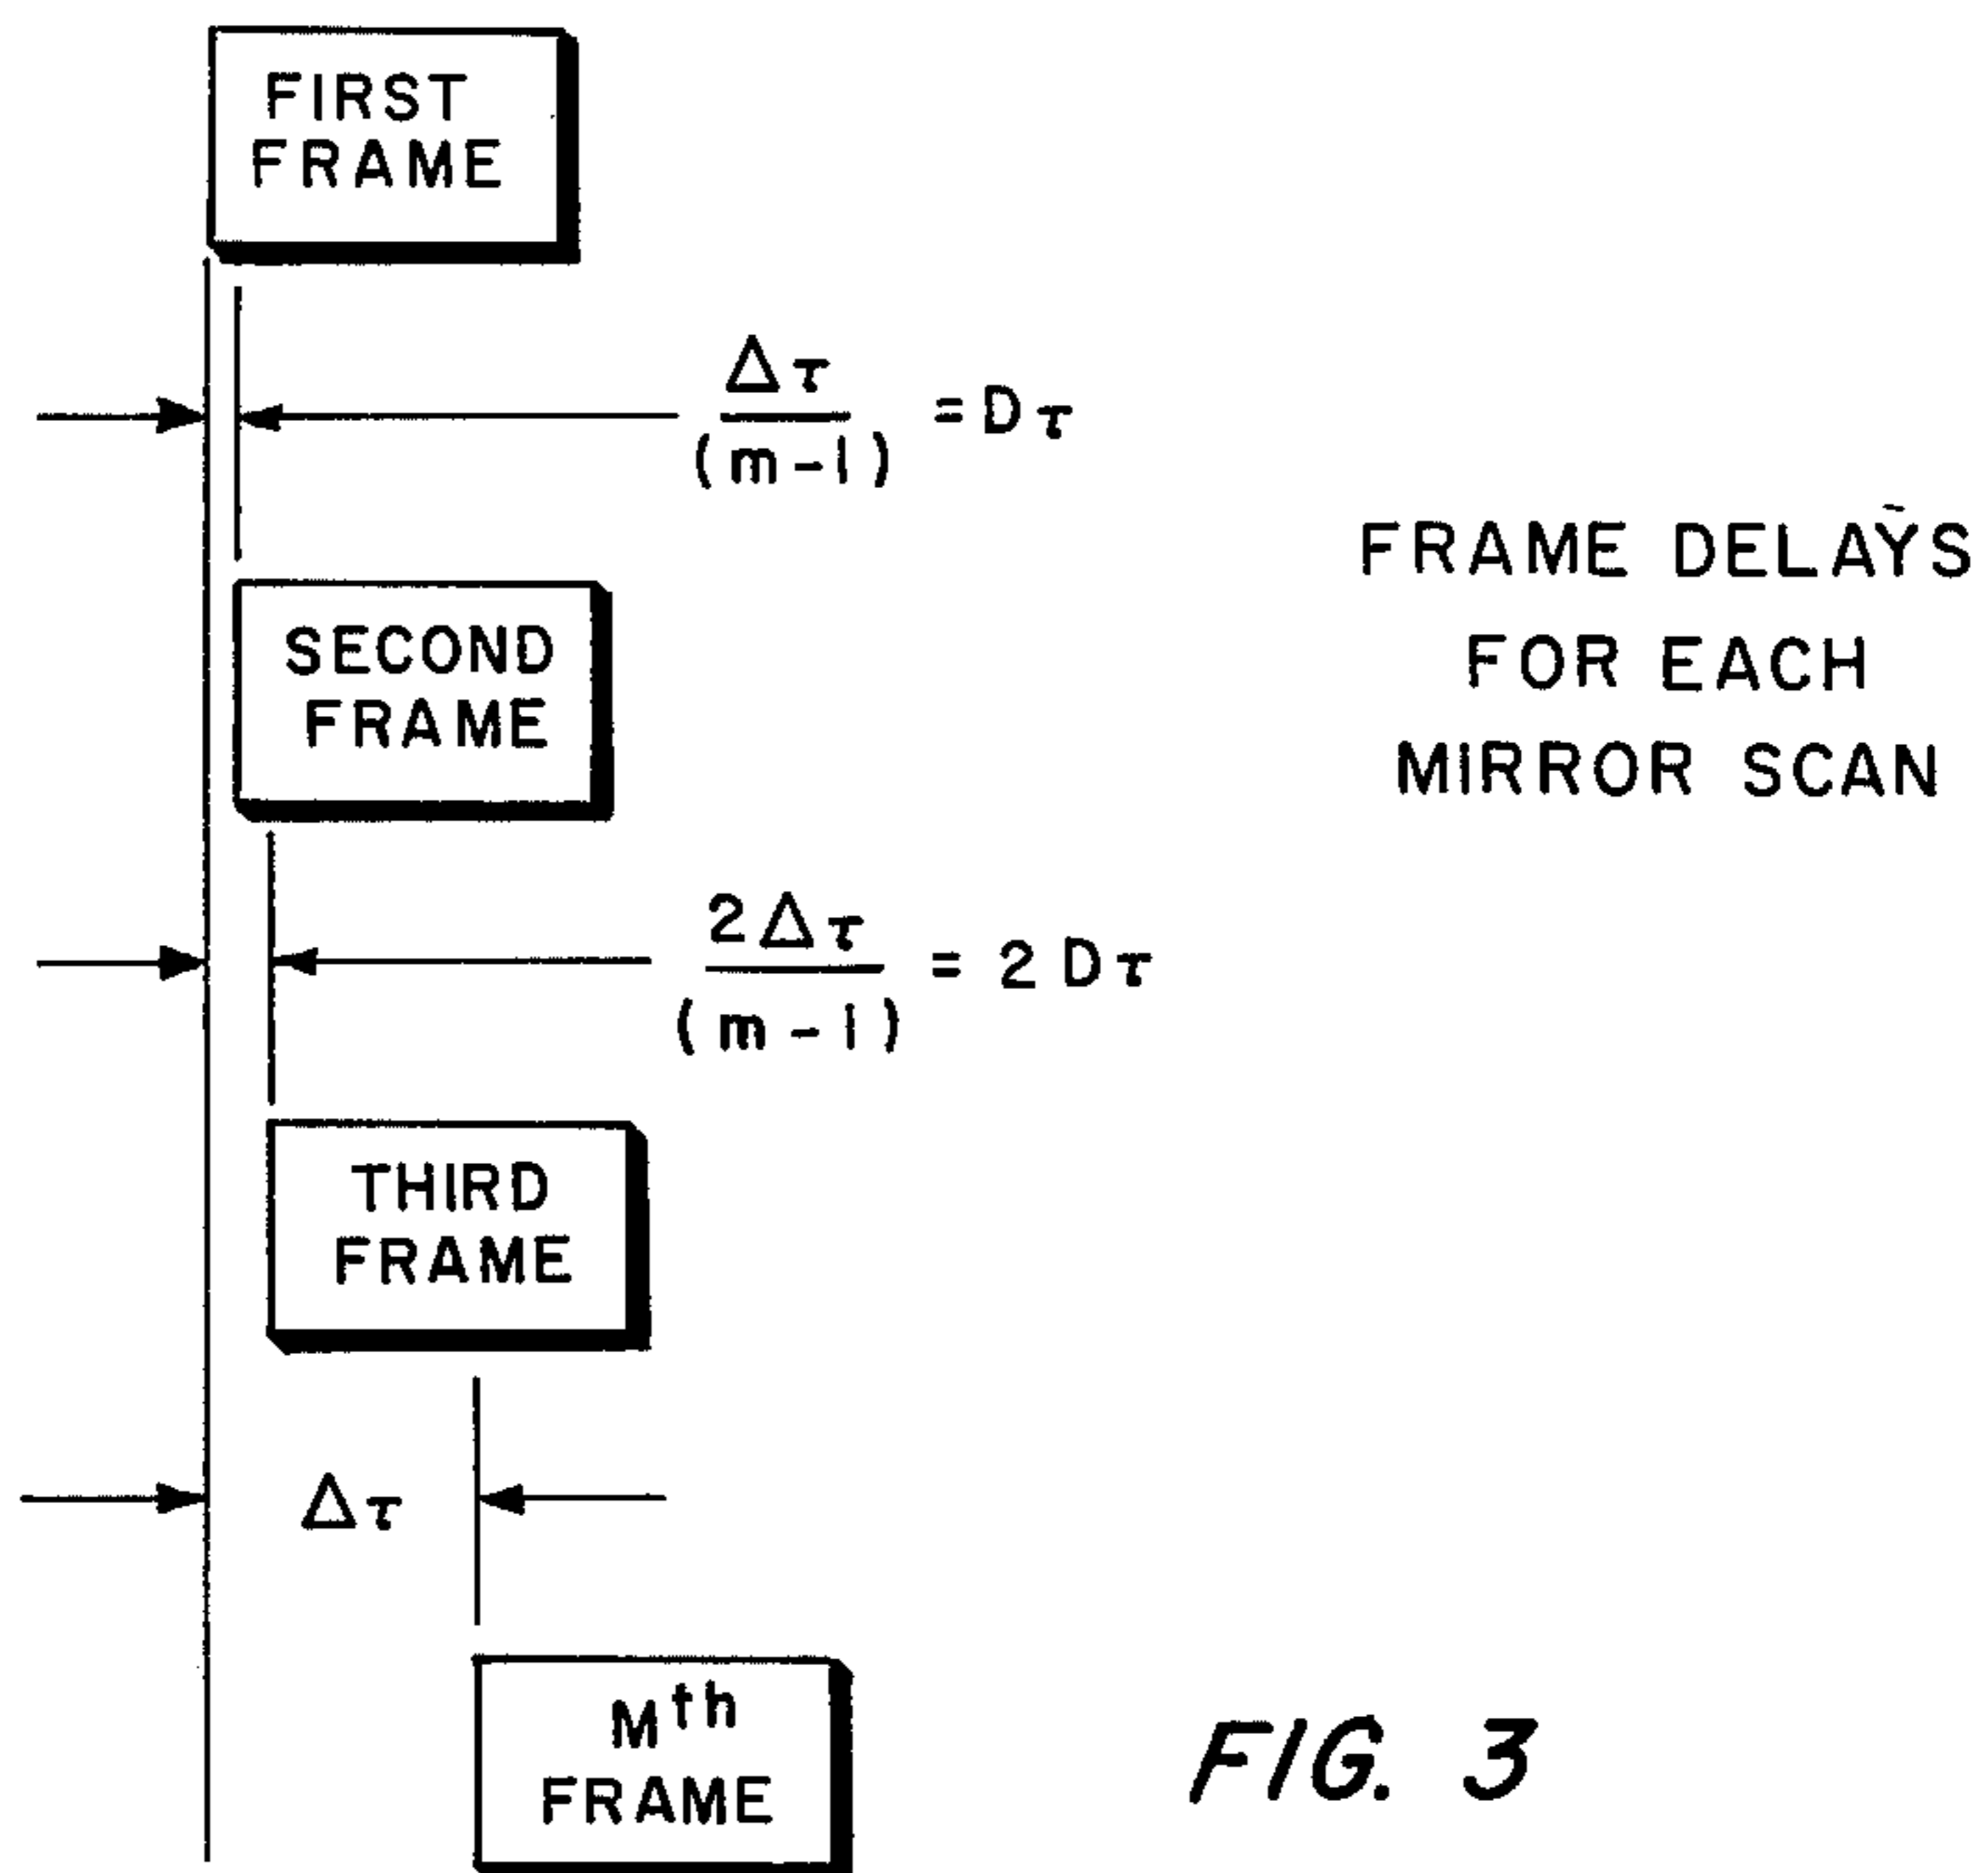 FIRST
FRAME
Δτ/(m-1) = Dτ
FRAME DELAYS
FOR EACH
MIRROR SCAN
SECOND
FRAME
2Δτ/(m-1) = 2Dτ
THIRD
FRAME
Δτ
Mth
FRAME
FIG. 3